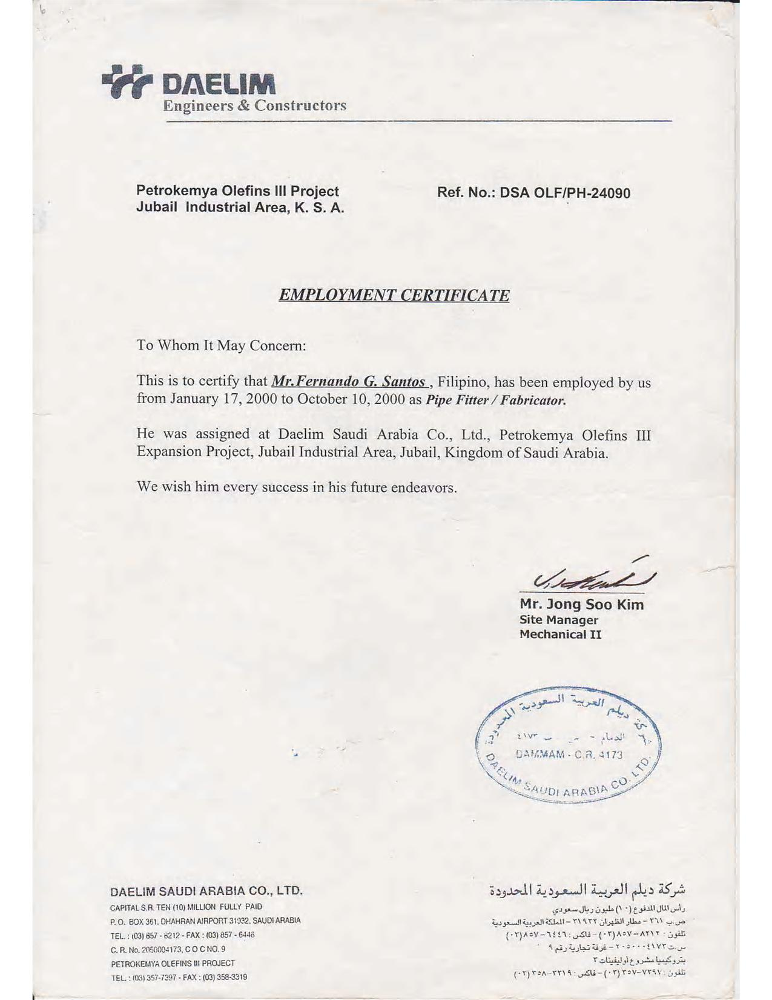 6
DAELIM
Engineers & Constructors
Petrokemya Olefins III Project
Jubail Industrial Area, K. S. A.
Ref. No.: DSA OLF/PH-24090
EMPLOYMENT CERTIFICATE
To Whom It May Concern:
This is to certify that Mr.Fernando G. Santos , Filipino, has been employed by us
from January 17, 2000 to October 10, 2000 as Pipe Fitter / Fabricator.
He was assigned at Daelim Saudi Arabia Co., Ltd., Petrokemya Olefins III
Expansion Project, Jubail Industrial Area, Jubail, Kingdom of Saudi Arabia.
We wish him every success in his future endeavors.
Mr. Jong Soo Kim
Site Manager
Mechanical II
شركة ديلم العربية السعودية المحدودة
الدمام - ٤١٧٣
DAMMAM - C.R. 4173
DAELIM SAUDI ARABIA CO. LTD.
DAELIM SAUDI ARABIA CO., LTD.
CAPITAL S.R. TEN (10) MILLION FULLY PAID
P. O. BOX 361, DHAHRAN AIRPORT 31932, SAUDI ARABIA
TEL. : (03) 857 - 8212 - FAX : (03) 857 - 6446
C. R. No. 2050004173, C O C NO. 9
PETROKEMYA OLEFINS III PROJECT
TEL. : (03) 357-7397 - FAX : (03) 358-3319
شركة ديلم العربية السعودية المحدودة
رأس المال المدفوع (١٠) مليون ريال سعودي
ص.ب ٣٦١ - مطار الظهران ٣١٩٣٢ - المملكة العربية السعودية
تلفون : ٨٢١٢-٨٥٧(٠٣) - فاكس : ٦٤٤٦-٨٥٧(٠٣)
س.ت ٢٠٥٠٠٠٤١٧٣ - غرفة تجارية رقم ٩
بتروكيميا مشروع أوليفينات ٣
تلفون : ٧٣٩٧-٣٥٧ (٠٣) - فاكس : ٣٣١٩-٣٥٨ (٠٣)